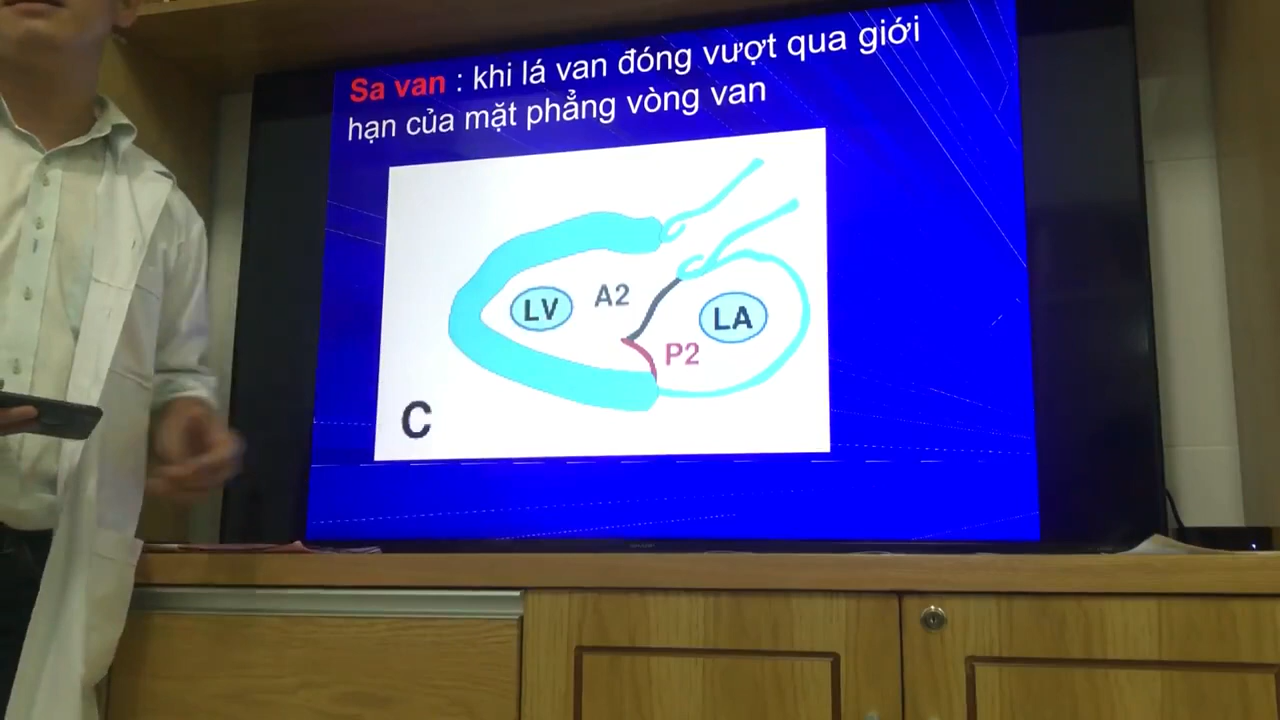 Sa van : khi lá van đóng vượt qua giới
hạn của mặt phẳng vòng van
A2
LV
LA
P2
C